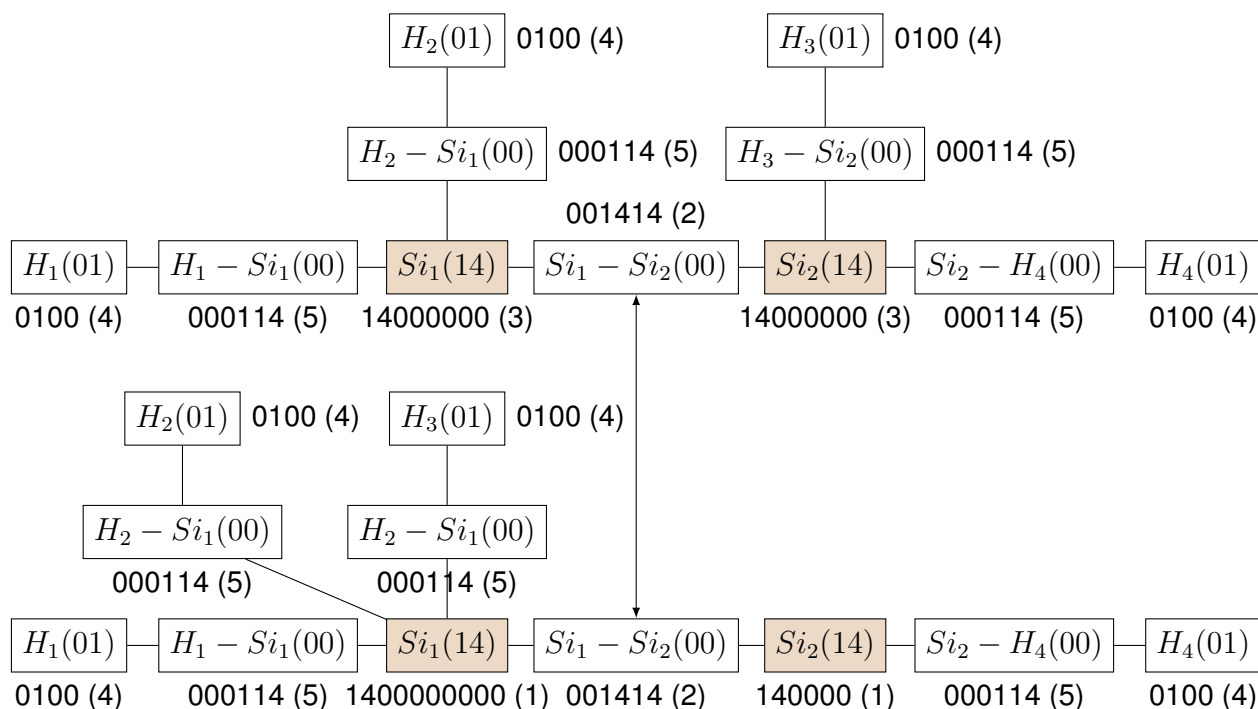 H₂(01) 0100 (4) H₃(01) 0100 (4)
H₂ − Si₁(00) 000114 (5) H₃ − Si₂(00) 000114 (5)
001414 (2)
H₁(01) H₁ − Si₁(00) Si₁(14) Si₁ − Si₂(00) Si₂(14) Si₂ − H₄(00) H₄(01)
0100 (4) 000114 (5) 14000000 (3) 14000000 (3) 000114 (5) 0100 (4)
H₂(01) 0100 (4) H₃(01) 0100 (4)
H₂ − Si₁(00) H₂ − Si₁(00)
000114 (5) 000114 (5)
H₁(01) H₁ − Si₁(00) Si₁(14) Si₁ − Si₂(00) Si₂(14) Si₂ − H₄(00) H₄(01)
0100 (4) 000114 (5) 1400000000 (1) 001414 (2) 140000 (1) 000114 (5) 0100 (4)